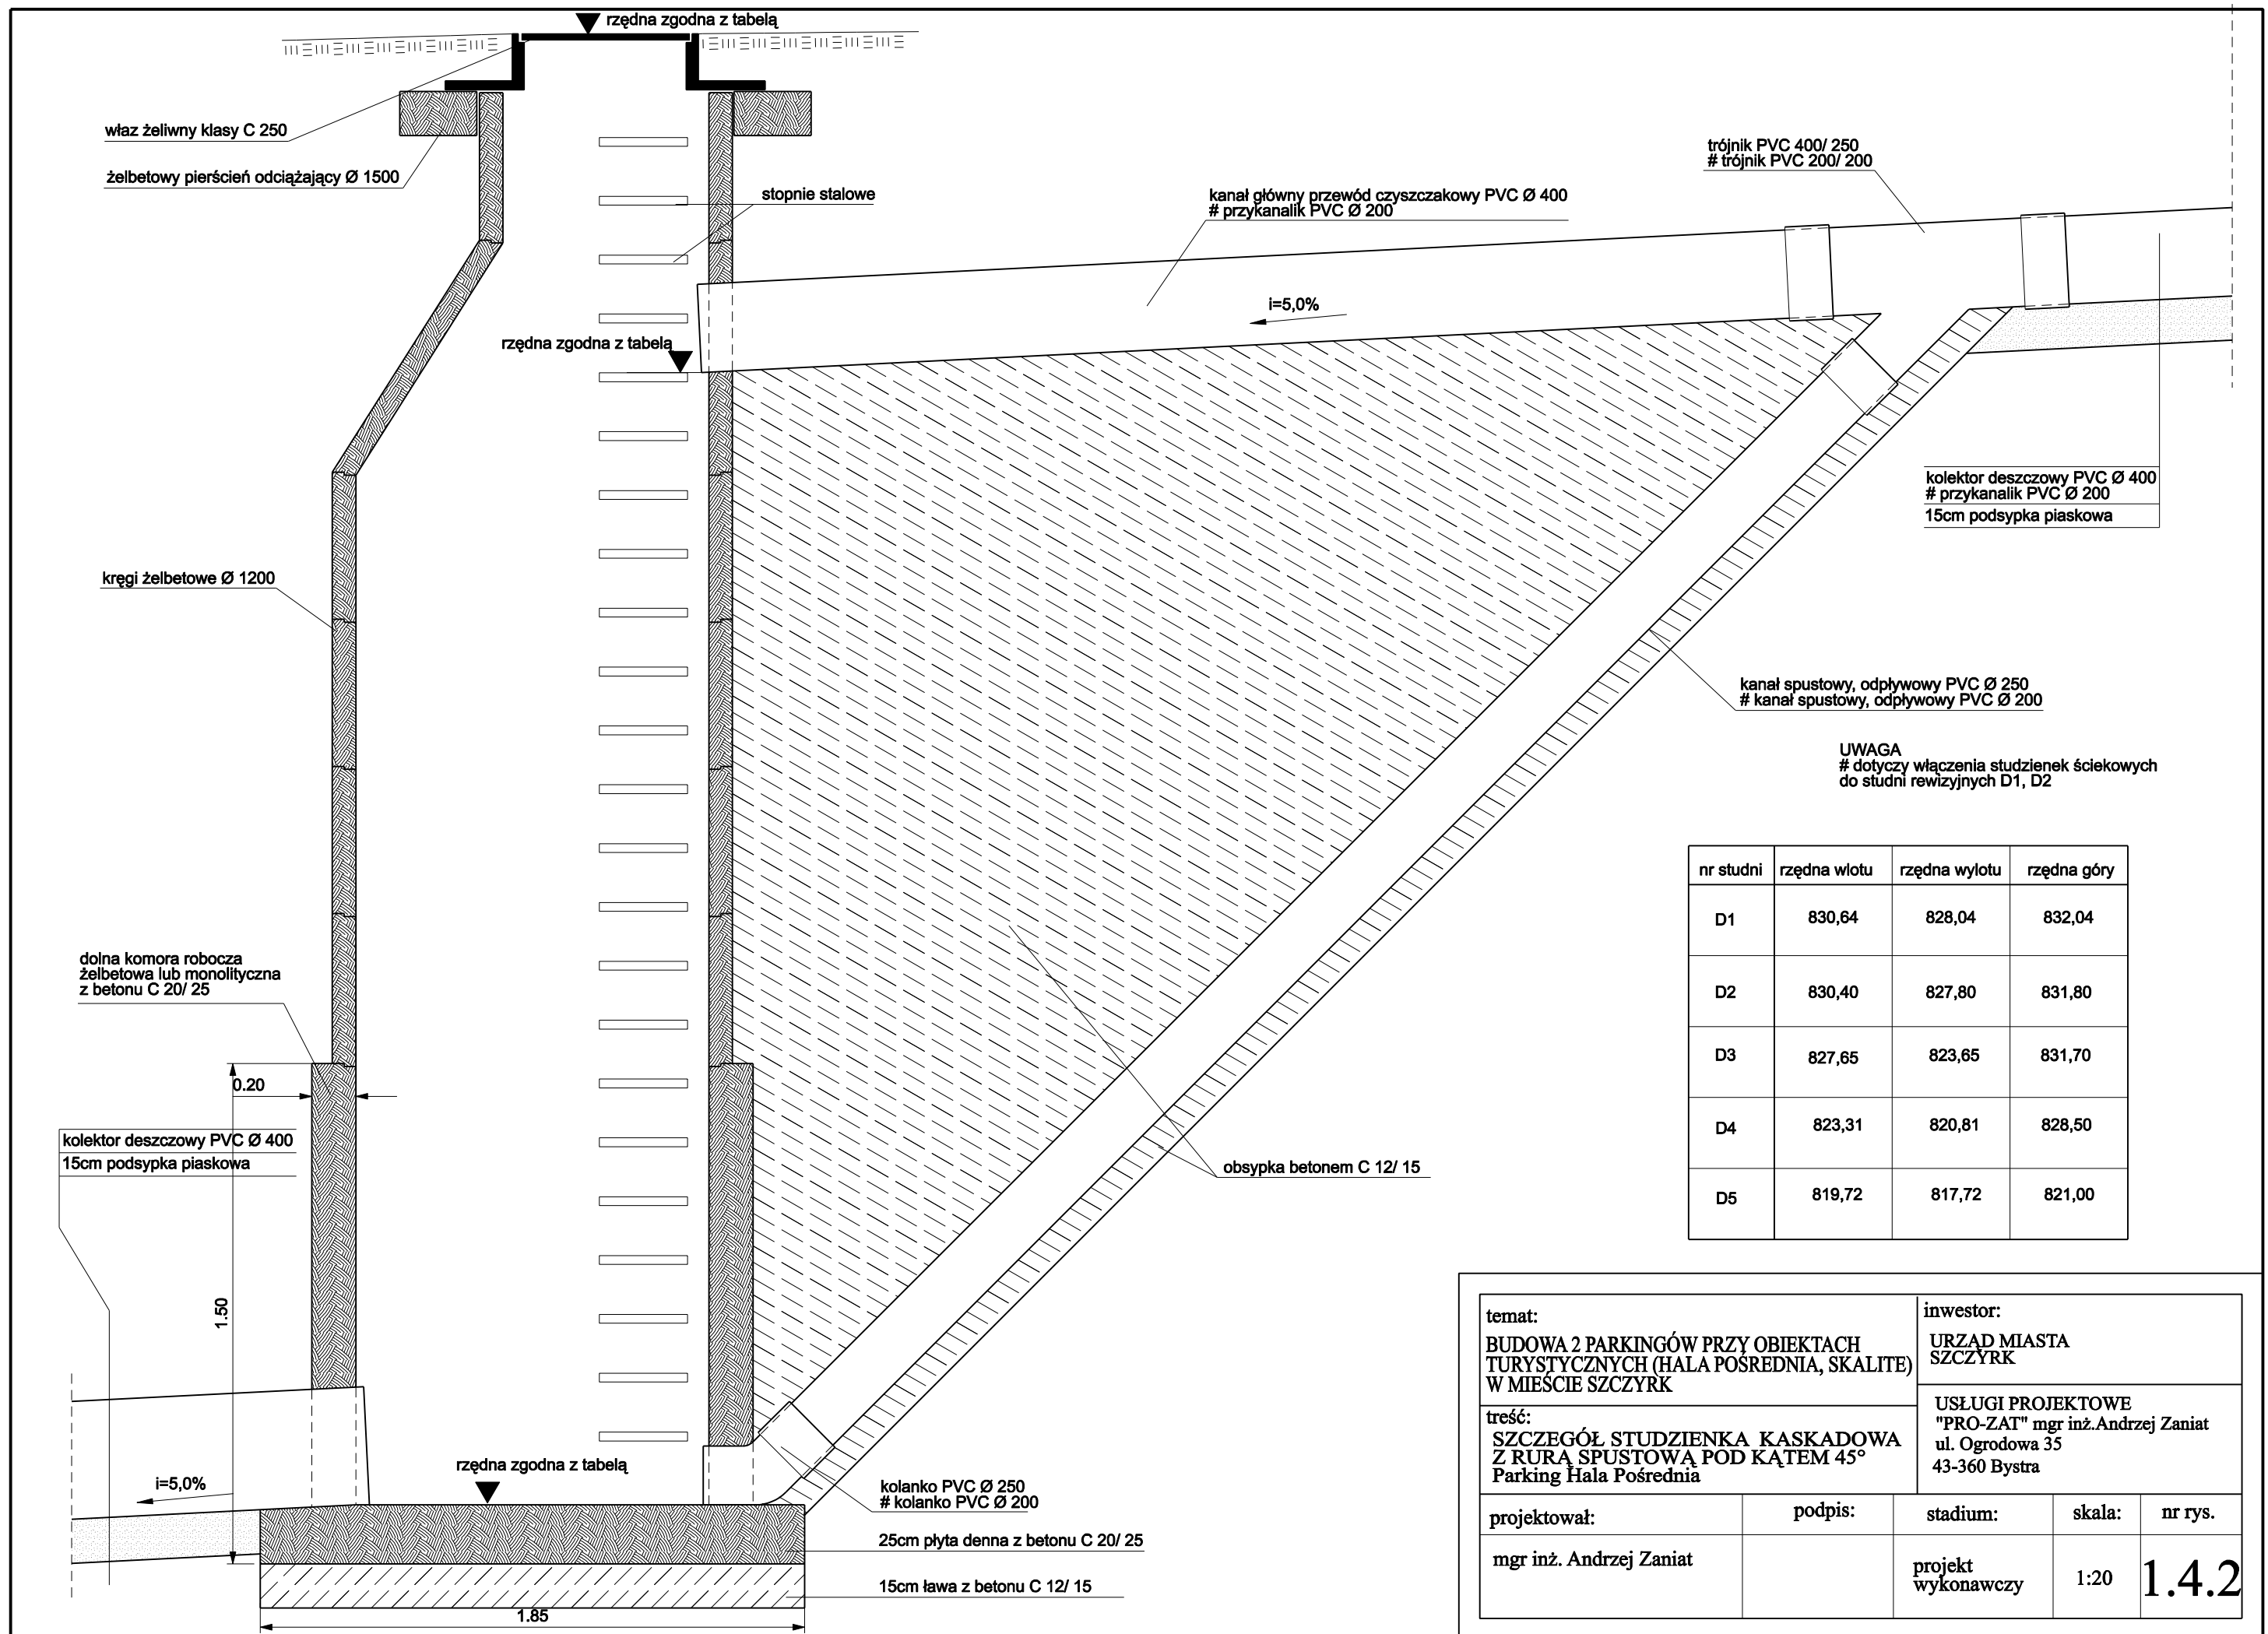 rzędna zgodna z tabelą
właz żeliwny klasy C 250
żelbetowy pierścień odciążający Ø 1500
stopnie stalowe
kanał główny przewód czyszczakowy PVC Ø 400
# przykanalik PVC Ø 200
trójnik PVC 400/ 250
# trójnik PVC 200/ 200
i=5,0%
rzędna zgodna z tabelą
kolektor deszczowy PVC Ø 400
# przykanalik PVC Ø 200
15cm podsypka piaskowa
kręgi żelbetowe Ø 1200
kanał spustowy, odpływowy PVC Ø 250
# kanał spustowy, odpływowy PVC Ø 200
UWAGA
# dotyczy włączenia studzienek ściekowych
do studni rewizyjnych D1, D2
nr studni rzędna wlotu rzędna wylotu rzędna góry
D1 830,64 828,04 832,04
D2 830,40 827,80 831,80
D3 827,65 823,65 831,70
D4 823,31 820,81 828,50
D5 819,72 817,72 821,00
dolna komora robocza
żelbetowa lub monolityczna
z betonu C 20/ 25
0.20
kolektor deszczowy PVC Ø 400
15cm podsypka piaskowa
obsypka betonem C 12/ 15
1.50
i=5,0%
rzędna zgodna z tabelą
kolanko PVC Ø 250
# kolanko PVC Ø 200
25cm płyta denna z betonu C 20/ 25
15cm ława z betonu C 12/ 15
1.85
temat:
BUDOWA 2 PARKINGÓW PRZY OBIEKTACH
TURYSTYCZNYCH (HALA POŚREDNIA, SKALITE)
W MIEŚCIE SZCZYRK
inwestor:
URZĄD MIASTA
SZCZYRK
treść:
SZCZEGÓŁ STUDZIENKA KASKADOWA
Z RURĄ SPUSTOWĄ POD KĄTEM 45°
Parking Hala Pośrednia
USŁUGI PROJEKTOWE
"PRO-ZAT" mgr inż.Andrzej Zaniat
ul. Ogrodowa 35
43-360 Bystra
projektował: podpis: stadium: skala: nr rys.
mgr inż. Andrzej Zaniat
projekt
wykonawczy
1:20
1.4.2